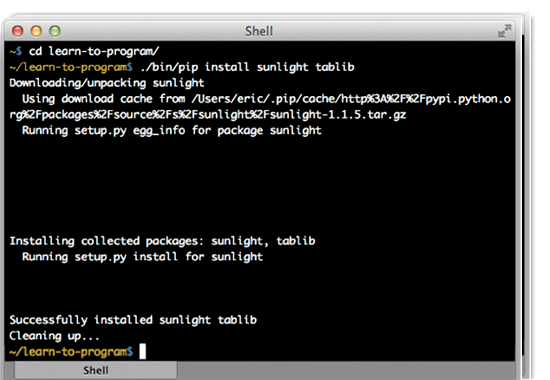 Shell
~$ cd learn-to-program/
~/learn-to-program$ ./bin/pip install sunlight tablib
Downloading/unpacking sunlight
Using download cache from /Users/eric/.pip/cache/http%3A%2F%2Fpypi.python.o
rg%2Fpackages%2Fsource%2Fs%2Fsunlight%2Fsunlight-1.1.5.tar.gz
Running setup.py egg_info for package sunlight
Installing collected packages: sunlight, tablib
Running setup.py install for sunlight
Successfully installed sunlight tablib
Cleaning up...
~/learn-to-program$
Shell